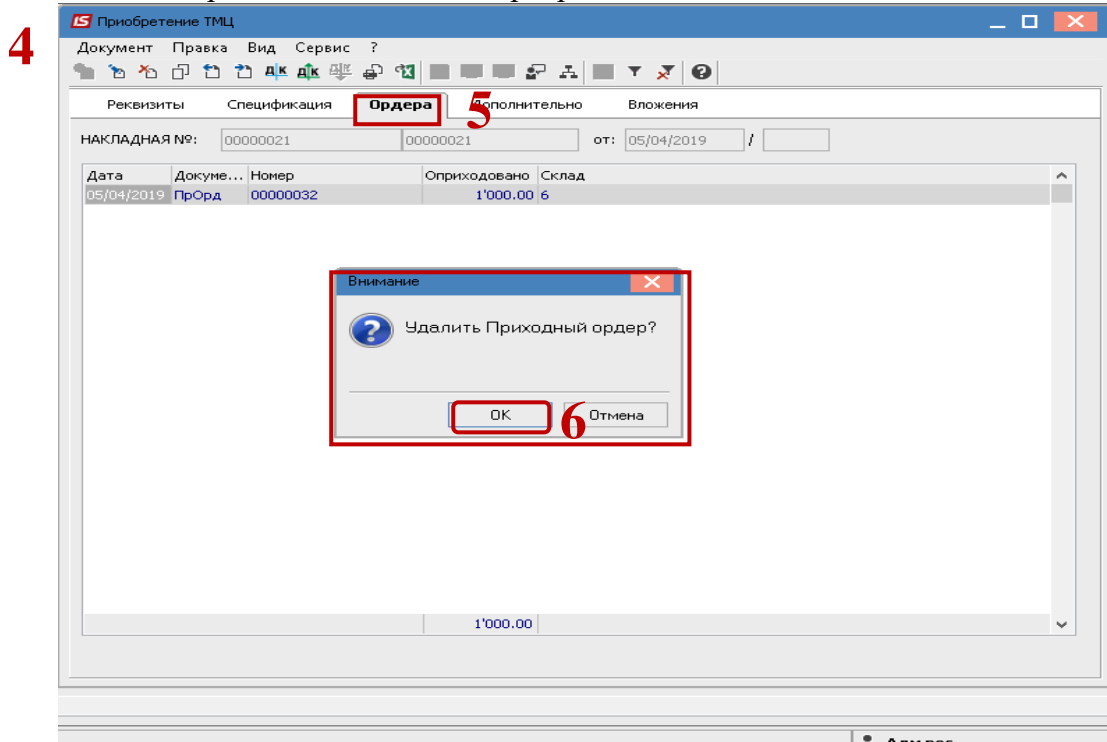 Приобретение ТМЦ
4
Документ Правка Вид Сервис ?
Реквизиты Спецификация Ордера 5 Дополнительно Вложения
НАКЛАДНАЯ №: 00000021 00000021 от: 05/04/2019 /
Дата Докуме... Номер Оприходовано Склад
05/04/2019 ПрОрд 00000032 1'000.00 6
Внимание
Удалить Приходный ордер?
OK 6 Отмена
1'000.00